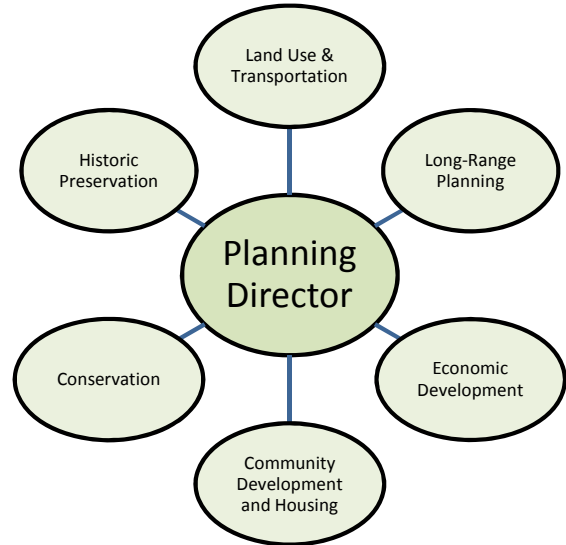 Land Use &
Transportation
Historic
Preservation
Long-Range
Planning
Planning
Director
Conservation
Economic
Development
Community
Development
and Housing